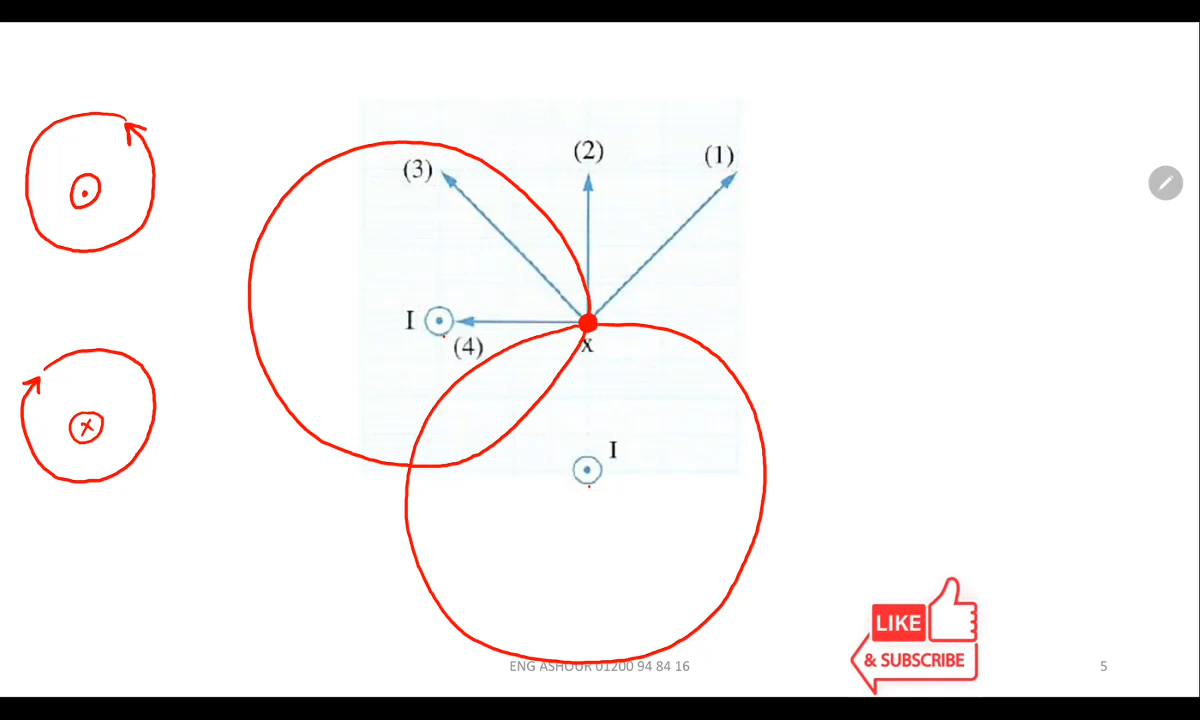 (3)
(2)
(1)
I
(4)
X
I
x
LIKE
& SUBSCRIBE
ENG ASHOUR 01200 94 84 16
5